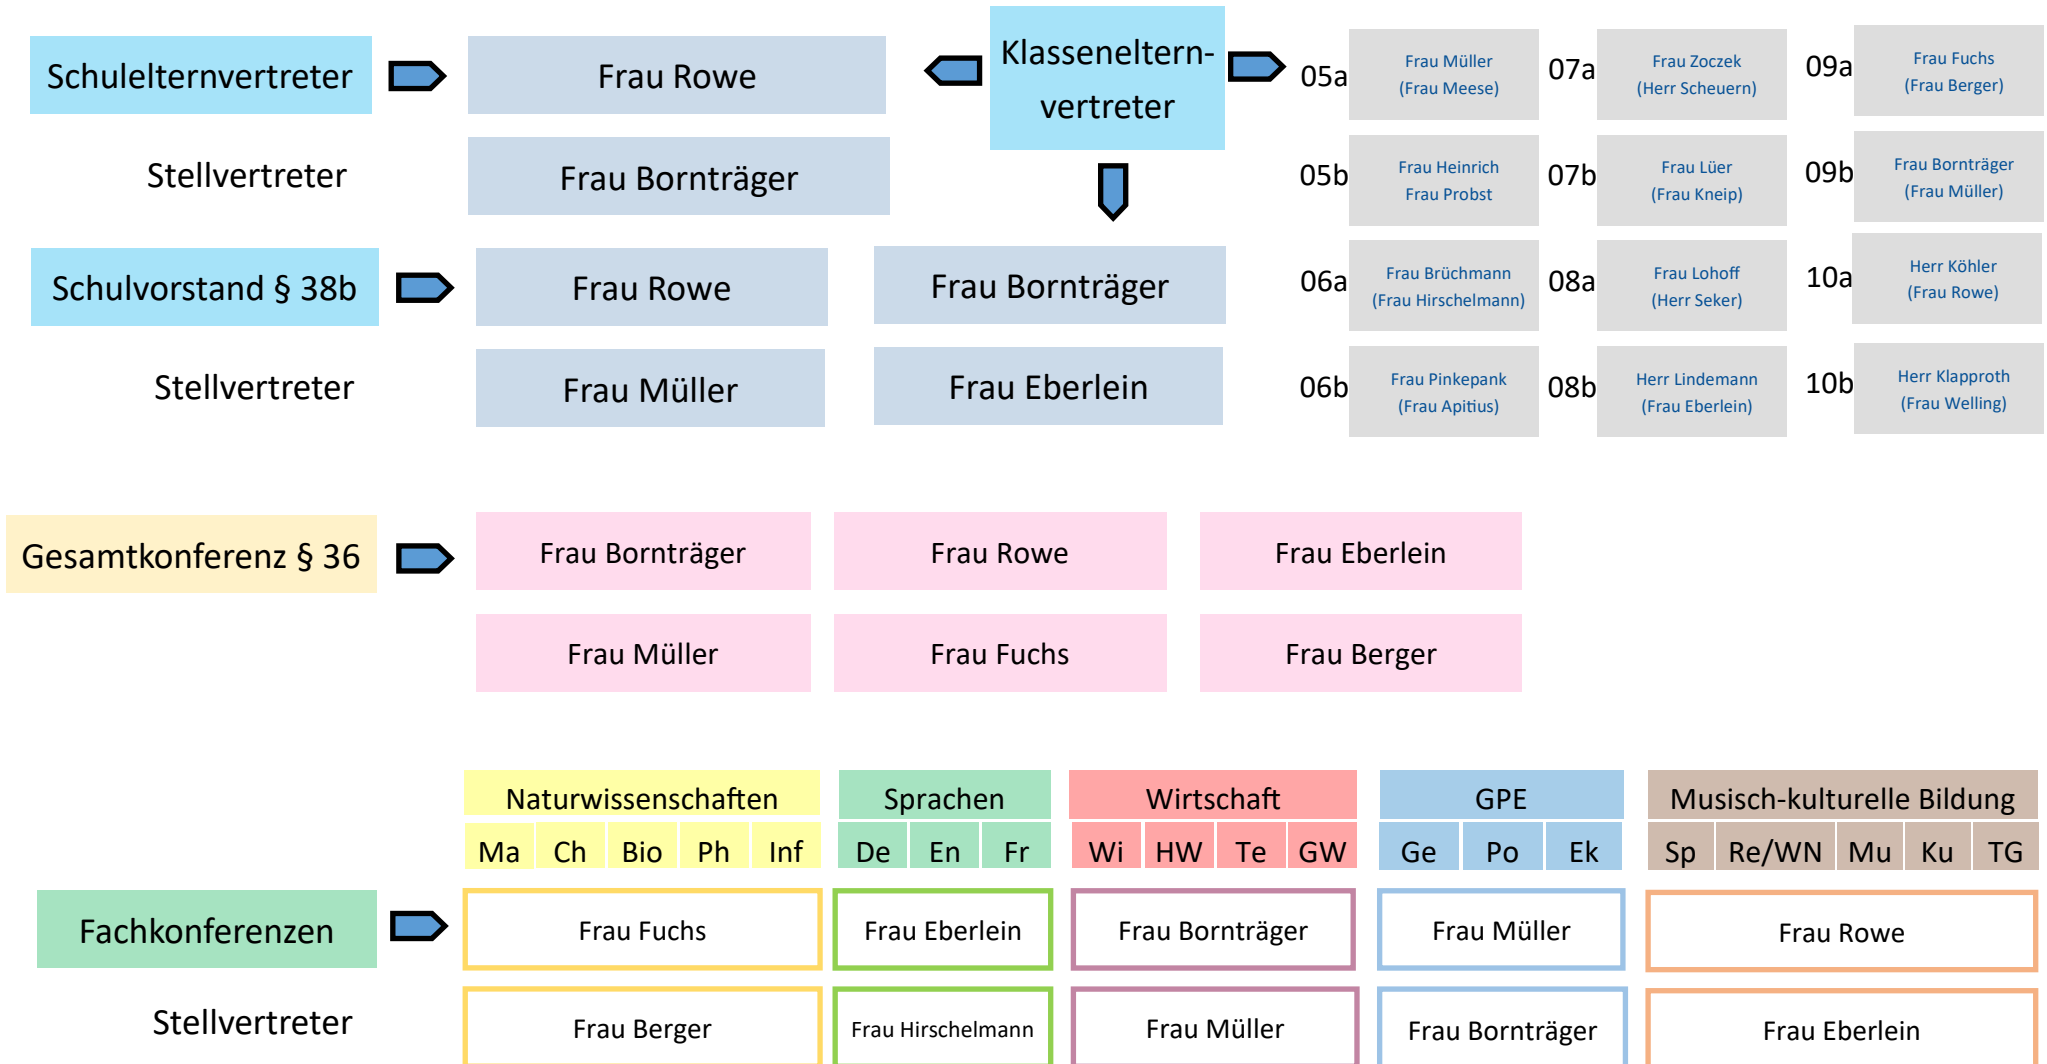 Schulelternvertreter
Frau Rowe
Klasseneltern-
vertreter
Stellvertreter
Frau Bornträger
05a
Frau Müller
(Frau Meese)
07a
Frau Zoczek
(Herr Scheuern)
09a
Frau Fuchs
(Frau Berger)
05b
Frau Heinrich
Frau Probst
07b
Frau Lüer
(Frau Kneip)
09b
Frau Bornträger
(Frau Müller)
06a
Frau Brüchmann
(Frau Hirschelmann)
08a
Frau Lohoff
(Herr Seker)
10a
Herr Köhler
(Frau Rowe)
06b
Frau Pinkepank
(Frau Apitius)
08b
Herr Lindemann
(Frau Eberlein)
10b
Herr Klapproth
(Frau Welling)
Schulvorstand § 38b
Frau Rowe
Frau Bornträger
Stellvertreter
Frau Müller
Frau Eberlein
Gesamtkonferenz § 36
Frau Bornträger
Frau Rowe
Frau Eberlein
Frau Müller
Frau Fuchs
Frau Berger
Naturwissenschaften
Sprachen
Wirtschaft
GPE
Musisch-kulturelle Bildung
Ma Ch Bio Ph Inf
De En Fr
Wi HW Te GW
Ge Po Ek
Sp Re/WN Mu Ku TG
Fachkonferenzen
Frau Fuchs
Frau Eberlein
Frau Bornträger
Frau Müller
Frau Rowe
Stellvertreter
Frau Berger
Frau Hirschelmann
Frau Müller
Frau Bornträger
Frau Eberlein